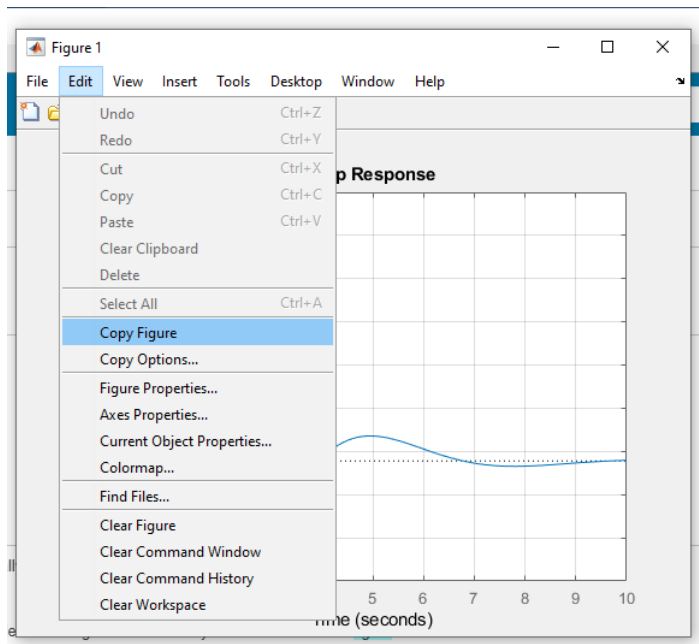 Figure 1
File Edit View Insert Tools Desktop Window Help
Undo Ctrl+Z
Redo Ctrl+Y
Cut Ctrl+X
Copy Ctrl+C
Paste Ctrl+V
Clear Clipboard
Delete
Select All Ctrl+A
Copy Figure
Copy Options...
Figure Properties...
Axes Properties...
Current Object Properties...
Colormap...
Find Files...
Clear Figure
Clear Command Window
Clear Command History
Clear Workspace
p Response
5 6 7 8 9 10
(seconds)